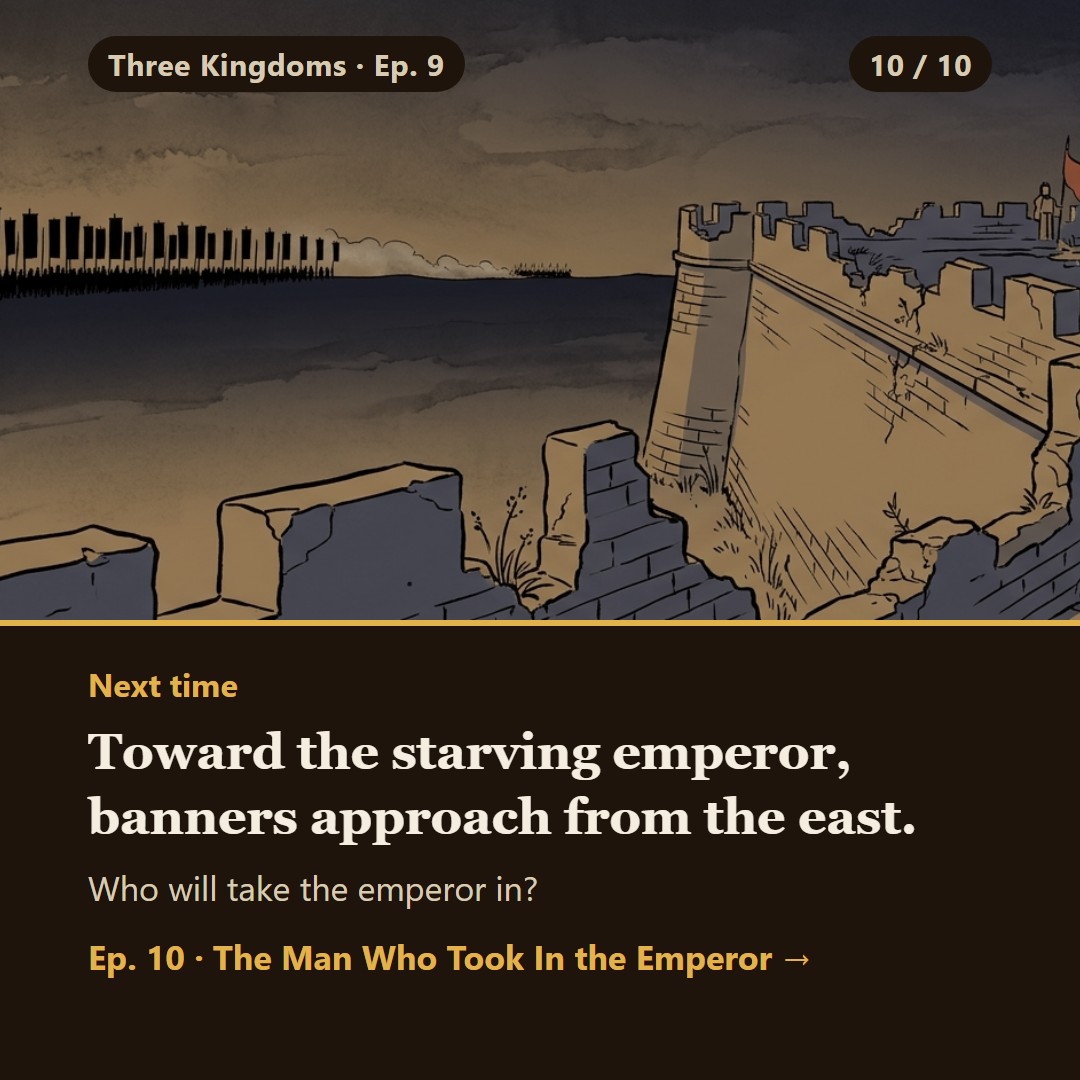 Three Kingdoms · Ep. 9
10 / 10
Next time
Toward the starving emperor,
banners approach from the east.
Who will take the emperor in?
Ep. 10 · The Man Who Took In the Emperor →